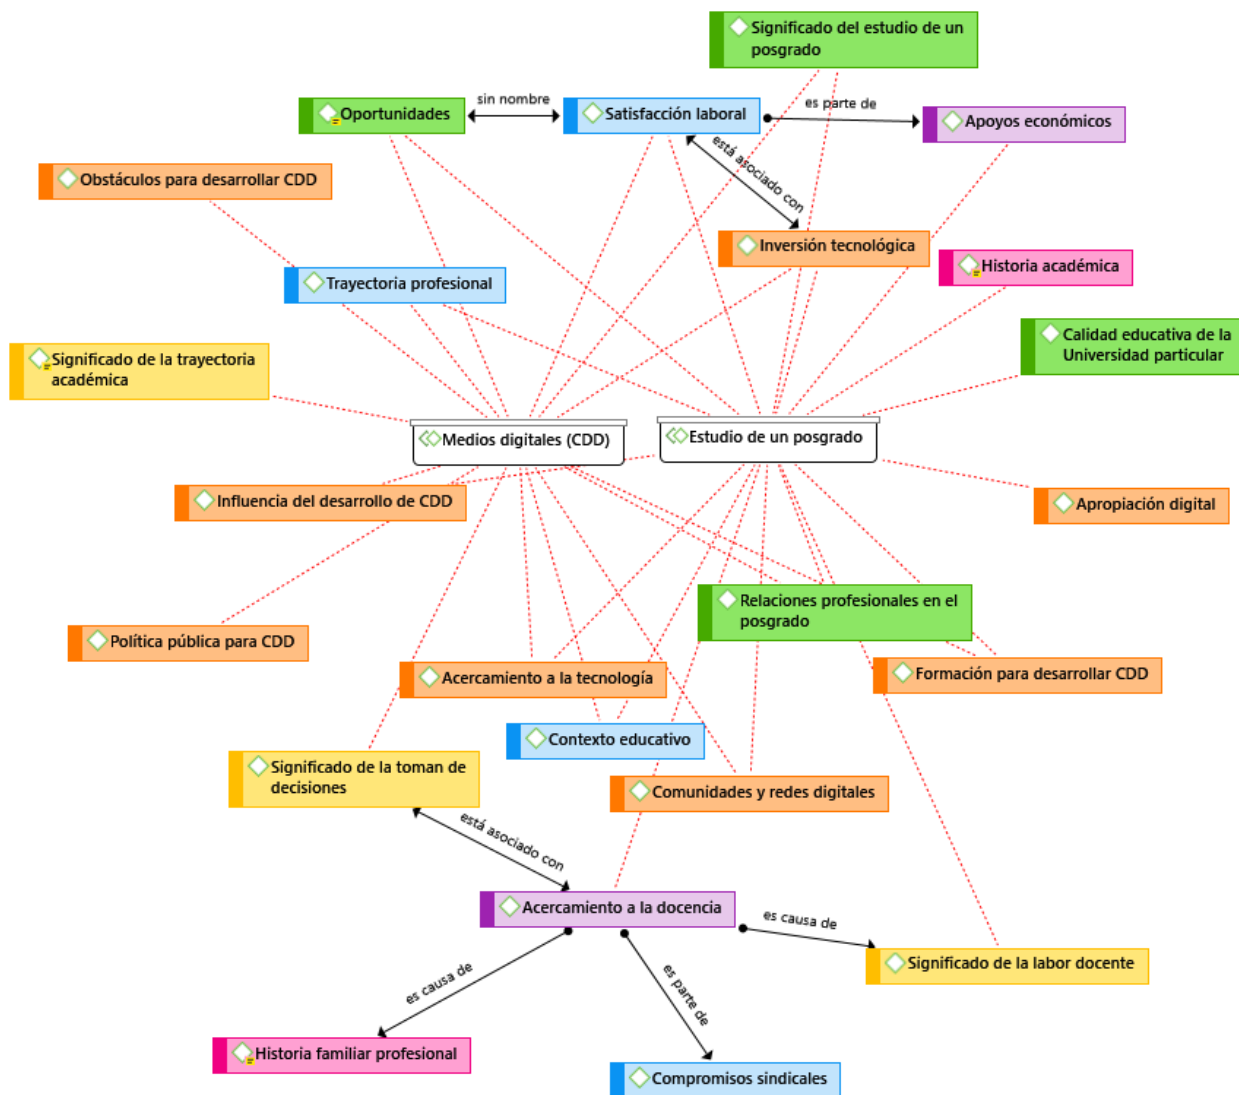 Significado del estudio de un
posgrado
Oportunidades
sin nombre
Satisfacción laboral
es parte de
Apoyos económicos
está asociado con
Obstáculos para desarrollar CDD
Inversión tecnológica
Historia académica
Trayectoria profesional
Calidad educativa de la
Universidad particular
Significado de la trayectoria
académica
Medios digitales (CDD)
Estudio de un posgrado
Influencia del desarrollo de CDD
Apropiación digital
Relaciones profesionales en el
posgrado
Política pública para CDD
Acercamiento a la tecnología
Formación para desarrollar CDD
Contexto educativo
Significado de la toman de
decisiones
Comunidades y redes digitales
está asociado con
Acercamiento a la docencia
es causa de
Significado de la labor docente
es causa de
es parte de
Historia familiar profesional
Compromisos sindicales